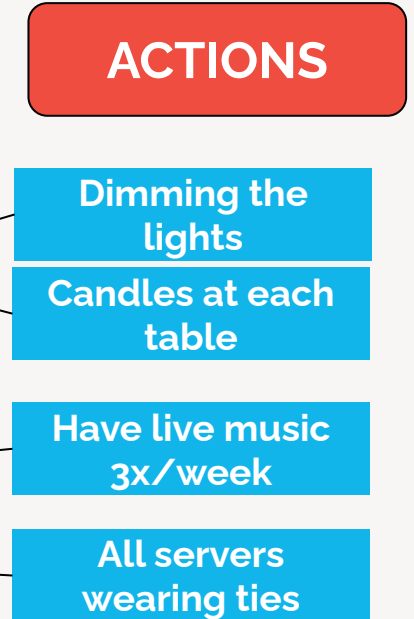 ACTIONS
Dimming the
lights
Candles at each
table
Have live music
3x/week
All servers
wearing ties